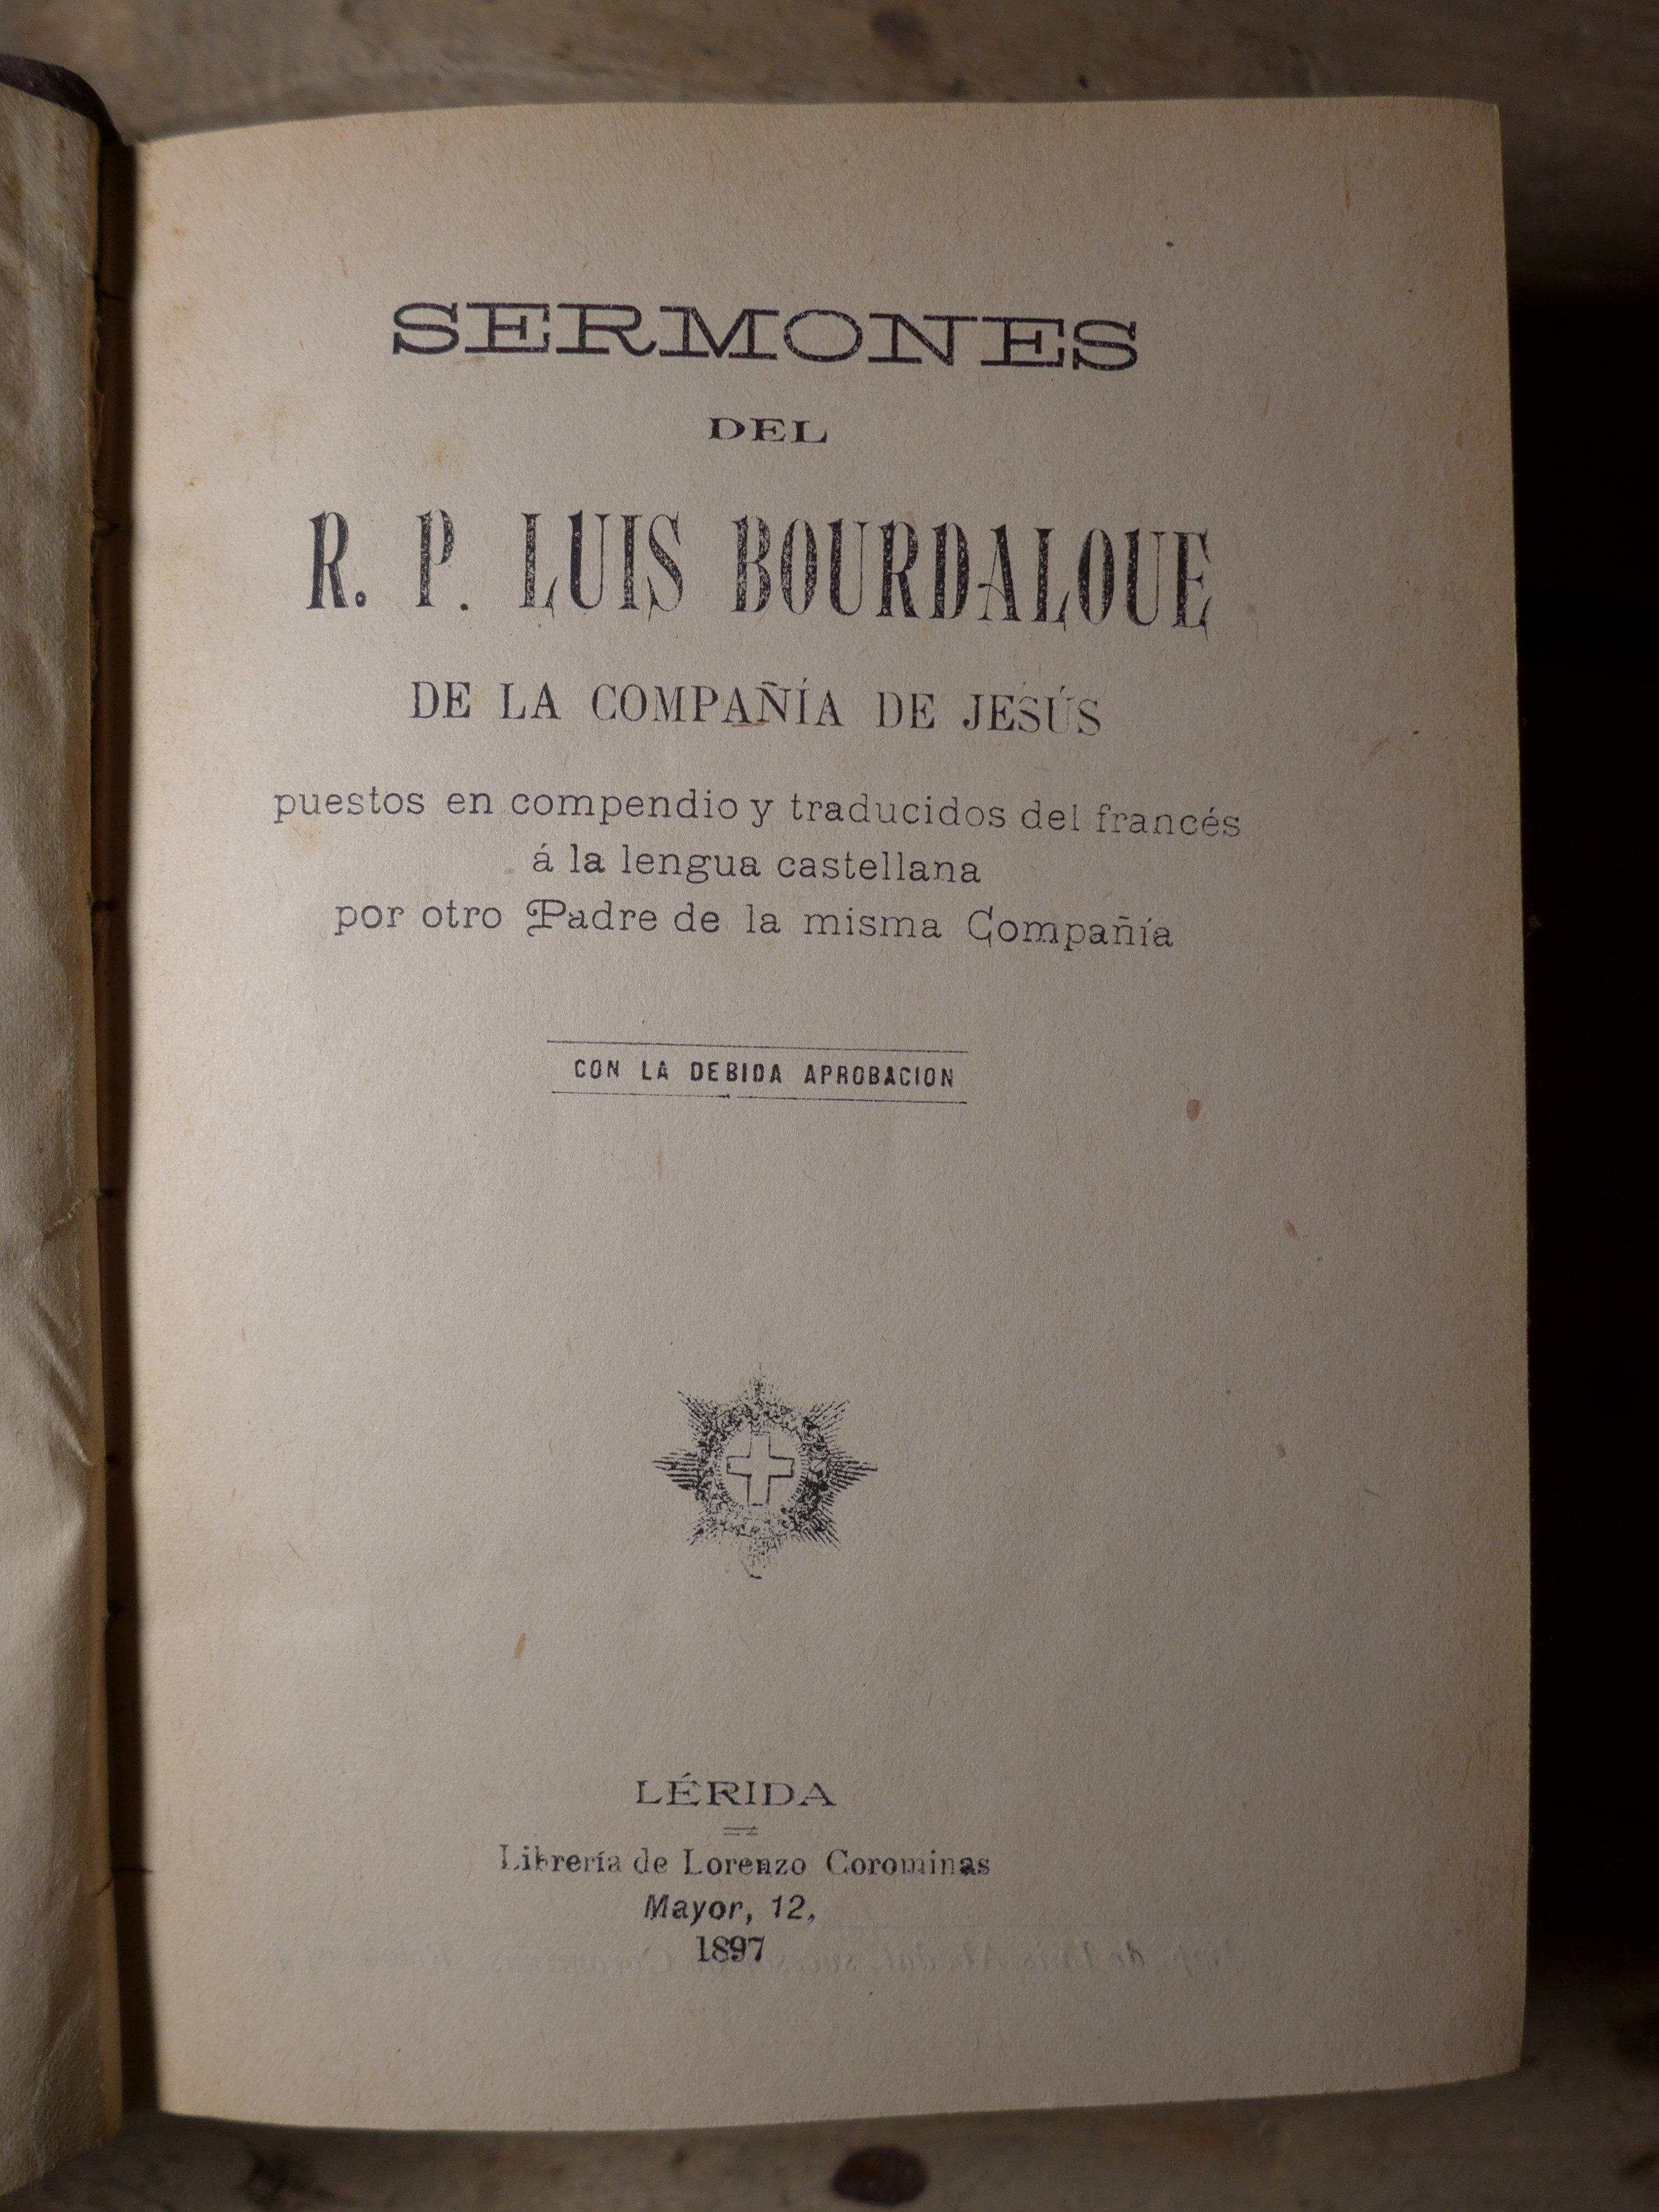 SERMONES
DEL
R. P. LUIS BOURDALOUE
DE LA COMPAÑÍA DE JESÚS
puestos en compendio y traducidos del francés
á la lengua castellana
por otro Padre de la misma Compañía
CON LA DEBIDA APROBACION
LÉRIDA
Librería de Lorenzo Corominas
Mayor, 12,
1897